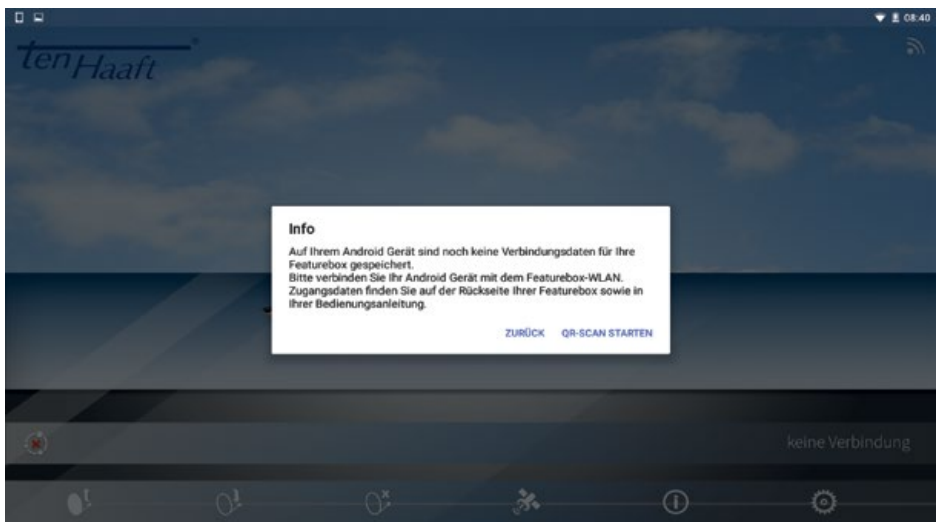 08:40
ten Haaft®
Info
Auf Ihrem Android Gerät sind noch keine Verbindungsdaten für Ihre
Featurebox gespeichert.
Bitte verbinden Sie Ihr Android Gerät mit dem Featurebox-WLAN.
Zugangsdaten finden Sie auf der Rückseite Ihrer Featurebox sowie in
Ihrer Bedienungsanleitung.
ZURÜCK QR-SCAN STARTEN
keine Verbindung